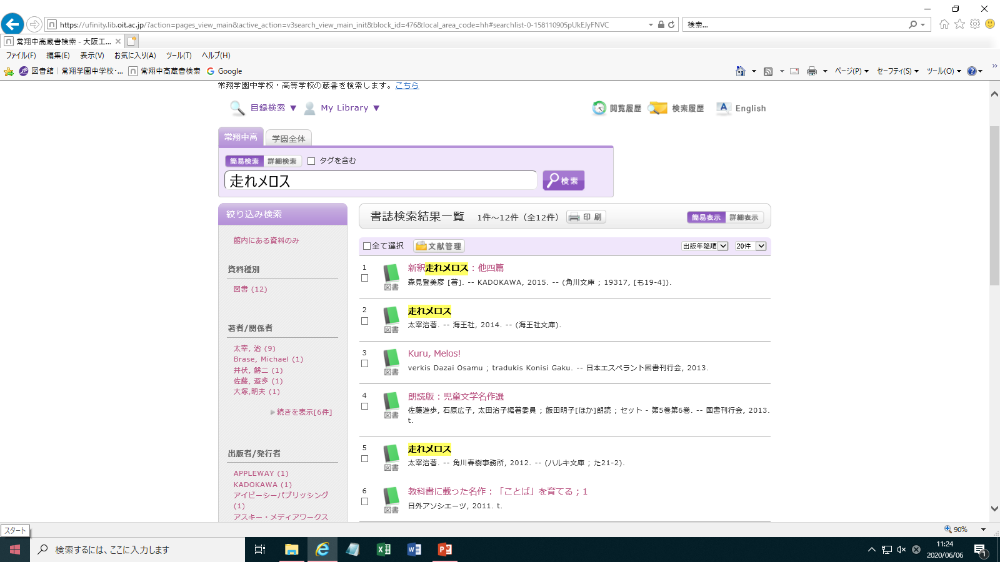 https://ufinity.lib.oit.ac.jp/?action=pages_view_main&active_action=v3search_view_main_init&block_id=476&local_area_code=hh#searchlist-0-158110905pUkEJyFNVC
検索...
常翔中高蔵書検索 - 大阪工...
ファイル(F) 編集(E) 表示(V) お気に入り(A) ツール(T) ヘルプ(H)
図書館 | 常翔学園中学校・... 常翔中高蔵書検索 Google
ページ(P) セーフティ(S) ツール(O)
常翔学園中学校・高等学校の蔵書を検索します。こちら
目録検索 ▼ My Library ▼ 閲覧履歴 検索履歴 English
常翔中高 学園全体
簡易検索 詳細検索 タグを含む
走れメロス 検索
絞り込み検索
館内にある資料のみ
資料種別
図書 (12)
著者/関係者
太宰, 治 (9)
Brase, Michael (1)
井伏, 鱒二 (1)
佐藤, 遊歩 (1)
大塚,明夫 (1)
続きを表示[6件]
出版者/発行者
APPLEWAY (1)
KADOKAWA (1)
アイビーシーパブリッシング
(1)
アスキー・メディアワークス
書誌検索結果一覧 1件～12件（全12件） 印刷 簡易表示 詳細表示
全て選択 文献管理 出版年降順 20件
1 新釈走れメロス : 他四篇
図書 森見登美彦 [著]. -- KADOKAWA, 2015. -- (角川文庫 ; 19317, [も19-4]).
2 走れメロス
図書 太宰治著. -- 海王社, 2014. -- (海王社文庫).
3 Kuru, Melos!
図書 verkis Dazai Osamu ; tradukis Konisi Gaku. -- 日本エスペラント図書刊行会, 2013.
4 朗読版 : 児童文学名作選
図書 佐藤遊歩, 石原広子, 太田治子編著委員 ; 飯田明子[ほか]朗読 ; セット - 第5巻第6巻. -- 国書刊行会, 2013.
t.
5 走れメロス
図書 太宰治著. -- 角川春樹事務所, 2012. -- (ハルキ文庫 ; た21-2).
6 教科書に載った名作 : 「ことば」を育てる ; 1
図書 日外アソシエーツ, 2011. t.
スタート
90%
検索するには、ここに入力します
11:24
2020/06/06
1